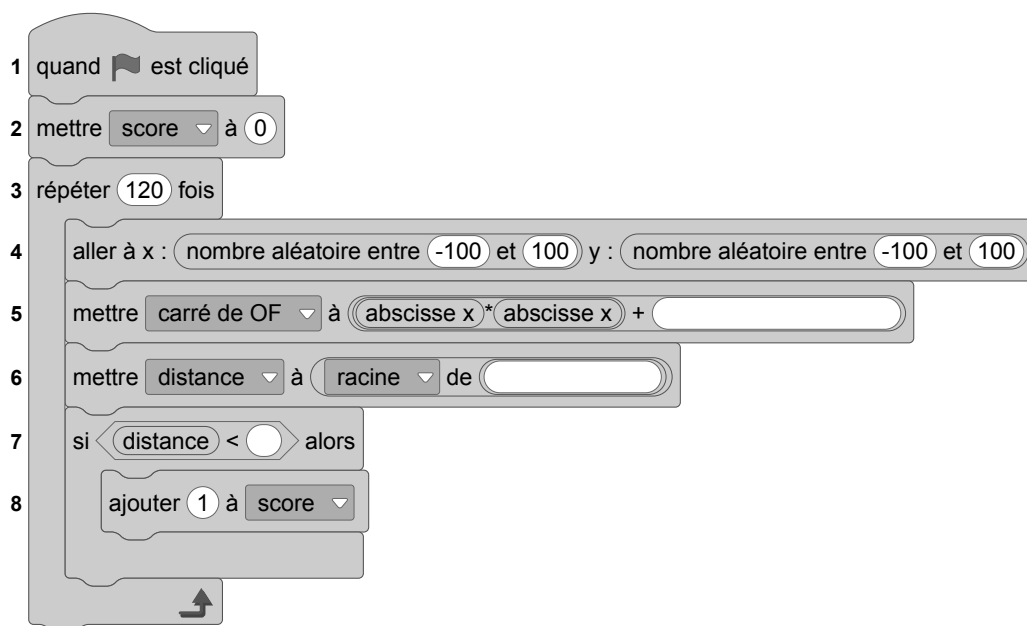 1 quand est cliqué
2 mettre score à 0
3 répéter 120 fois
4 aller à x : nombre aléatoire entre -100 et 100 y : nombre aléatoire entre -100 et 100
5 mettre carré de OF à abscisse x * abscisse x +
6 mettre distance à racine de
7 si distance < alors
8 ajouter 1 à score